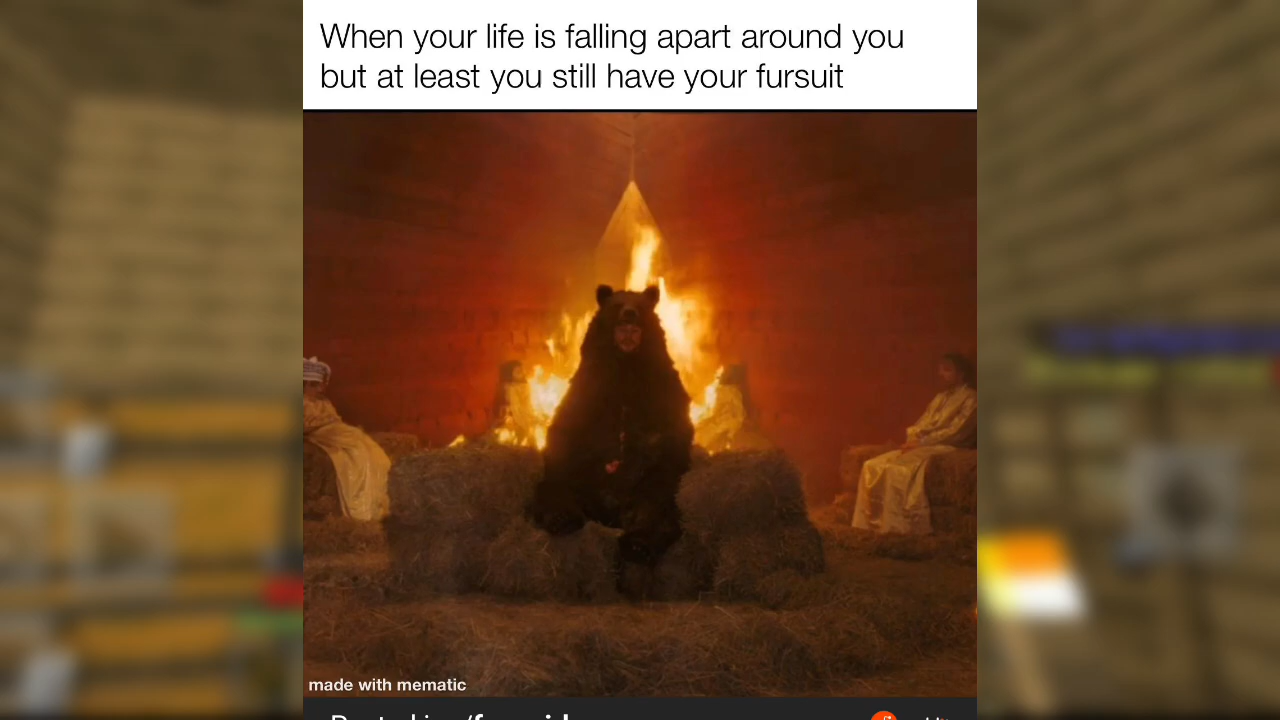 When your life is falling apart around you
but at least you still have your fursuit
made with mematic